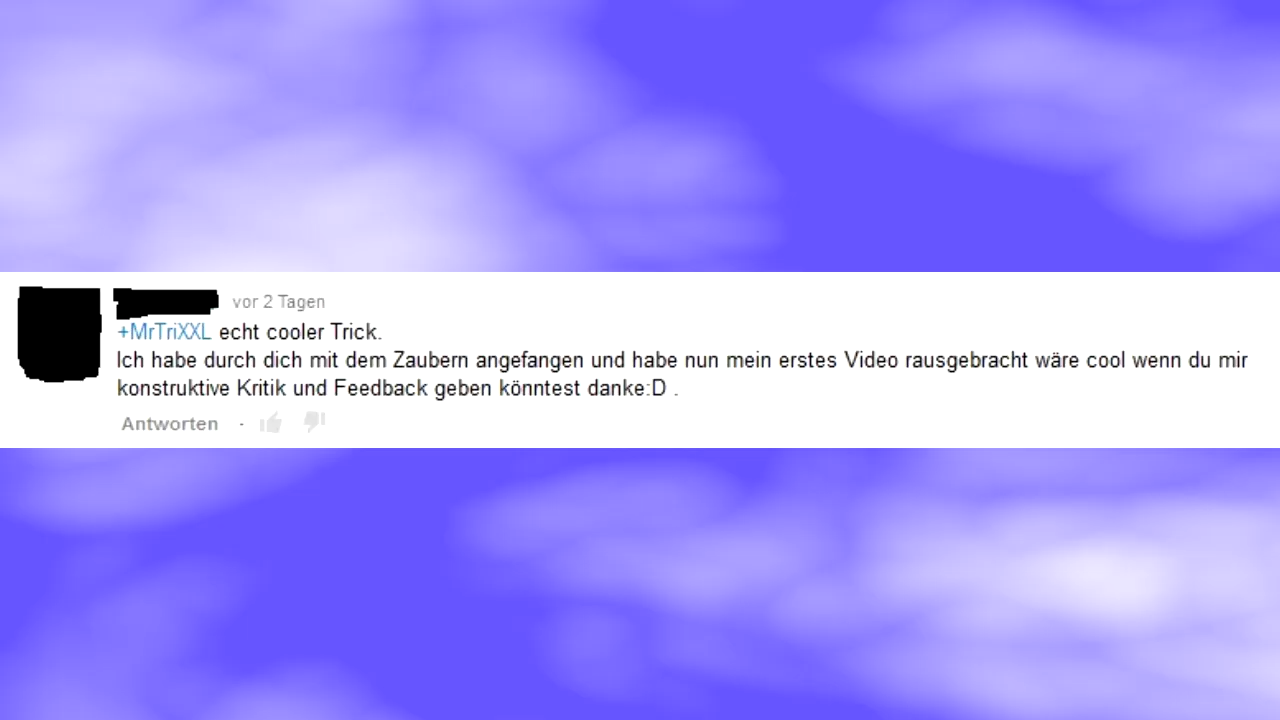 vor 2 Tagen
+MrTriXXL echt cooler Trick.
Ich habe durch dich mit dem Zaubern angefangen und habe nun mein erstes Video rausgebracht wäre cool wenn du mir
konstruktive Kritik und Feedback geben könntest danke:D .
Antworten ·